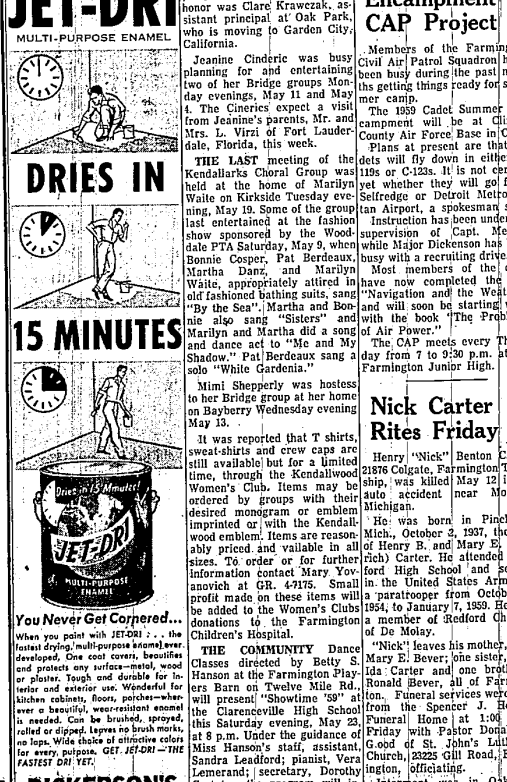 JET-DRI
MULTI-PURPOSE ENAMEL
DRIES IN
15 MINUTES
Dries in 15 Minutes!
JET-DRI
MULTI-PURPOSE
ENAMEL
You Never Get Cornered...
When you paint with JET-DRI . . . the
fastest drying, multi-purpose enamel ever
developed, One coat covers, beautifies
and protects any surface—metal, wood
or plaster. Tough and durable for in-
terior and exterior use. Wonderful for
kitchen cabinets, floors, porches—wher-
ever a beautiful, wear-resistant enamel
is needed. Can be brushed, sprayed,
rolled or dipped. Leaves no brush marks,
no laps. Wide choice of attractive colors
for every purpose. GET JET-DRI—THE
FASTEST DRI YET.
DICKERSON'S
honor was Clare Krawczak, as-
sistant principal at Oak Park,
who is moving to Garden City,
California.
Jeanine Cinderic was busy
planning for and entertaining
two of her Bridge groups Mon-
day evenings, May 11 and May
4. The Cinerics expect a visit
from Jeanine's parents, Mr. and
Mrs. L. Virzi of Fort Lauder-
dale, Florida, this week.
THE LAST meeting of the
Kendallarks Choral Group was
held at the home of Marilyn
Waite on Kirkside Tuesday eve-
ning, May 19. Some of the group
last entertained at the fashion
show sponsored by the Wood-
dale PTA Saturday, May 9, when
Bonnie Cosper, Pat Berdeaux,
Martha Danz, and Marilyn
Waite, appropriately attired in
old fashioned bathing suits, sang
"By the Sea". Martha and Bon-
nie also sang "Sisters" and
Marilyn and Martha did a song
and dance act to "Me and My
Shadow." Pat Berdeaux sang a
solo "White Gardenia."
Mimi Shepperly was hostess
to her Bridge group at her home
on Bayberry Wednesday evening
May 13.
It was reported that T shirts,
sweat-shirts and crew caps are
still available but for a limited
time, through the Kendallwood
Women's Club. Items may be
ordered by groups with their
desired monogram or emblem
imprinted or with the Kendall-
wood emblem. Items are reason-
ably priced and vailable in all
sizes. To order or for further
information contact Mary Yov-
anovich at GR. 4-7175. Small
profit made on these items will
be added to the Women's Clubs
donations to the Farmington
Children's Hospital.
THE COMMUNITY Dance
Classes directed by Betty S.
Hanson at the Farmington Play-
ers Barn on Twelve Mile Rd.,
will present "Showtime '59" at
the Clarenceville High School
this Saturday evening, May 23,
at 8 p.m. Under the guidance of
Miss Hanson's staff, assistant,
Sandra Leadford; pianist, Vera
Lemerand; secretary, Dorothy
Encampment
CAP Project
Members of the Farming
Civil Air Patrol Squadron h
been busy during the past n
ths getting things ready for s
mer camp.
The 1959 Cadet Summer
campment will be at Cli
County Air Force Base in C
Plans at present are that
dets will fly down in eithe
119s or C-123s. It is not cer
yet whether they will go f
Selfredge or Detroit Metro
tan Airport, a spokesman s
Instruction has been unde
supervision of Capt. Me
while Major Dickenson has
busy with a recruiting drive
Most members of the c
have now completed the
"Navigation and the Weat
and will soon be starting
with the book "The Prob
of Air Power."
The CAP meets every Th
day from 7 to 9:30 p.m. at
Farmington Junior High.
Nick Carter
Rites Friday
Henry "Nick" Benton C
21876 Colgate, Farmington T
ship, was killed May 12 i
auto accident near Mo
Michigan.
He was born in Pinc
Mich., October 2, 1937, the
of Henry B. and Mary E.
rich) Carter. He attended
ford High School and se
in the United States Arm
a paratrooper from Octob
1954, to January 7, 1959. He
a member of Redford Ch
of De Molay.
"Nick" leaves his mother,
Mary E. Bever; one sister,
Ida Carter and one brot
Ronald Bever, all of Farm
ton. Funeral services were
from the Spencer J. He
Funeral Home at 1:00
Friday with Pastor Donal
Good of St. John's Luth
Church, 23225 Gill Road,
ington, officiating.